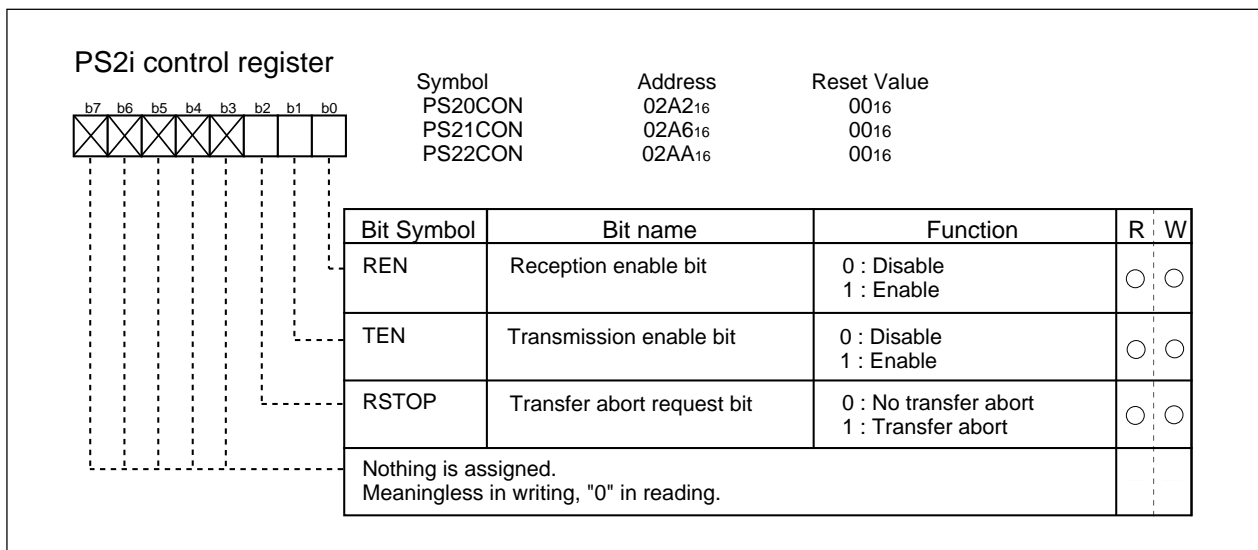 PS2i control register
Symbol Address Reset Value
PS20CON 02A216 0016
PS21CON 02A616 0016
PS22CON 02AA16 0016
b7 b6 b5 b4 b3 b2 b1 b0
Bit Symbol Bit name Function R W
REN Reception enable bit 0 : Disable
1 : Enable
TEN Transmission enable bit 0 : Disable
1 : Enable
RSTOP Transfer abort request bit 0 : No transfer abort
1 : Transfer abort
Nothing is assigned.
Meaningless in writing, "0" in reading.